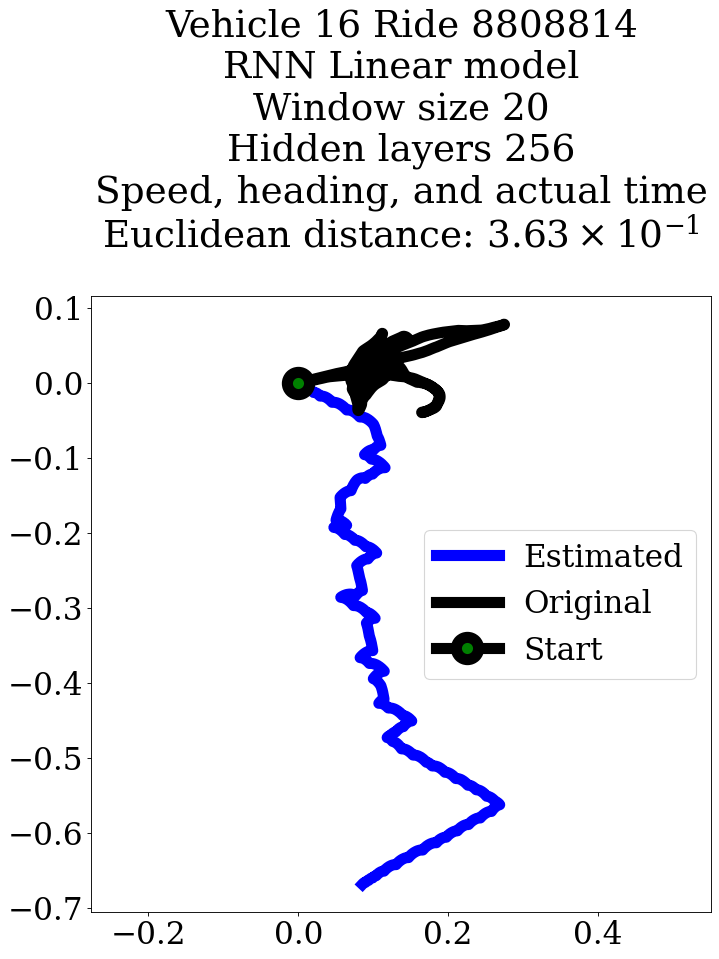 Vehicle 16 Ride 8808814
RNN Linear model
Window size 20
Hidden layers 256
Speed, heading, and actual time
Euclidean distance: 3.63 × 10⁻¹
0.1
0.0
−0.1
−0.2
−0.3
−0.4
−0.5
−0.6
−0.7
Estimated
Original
Start
−0.2 0.0 0.2 0.4